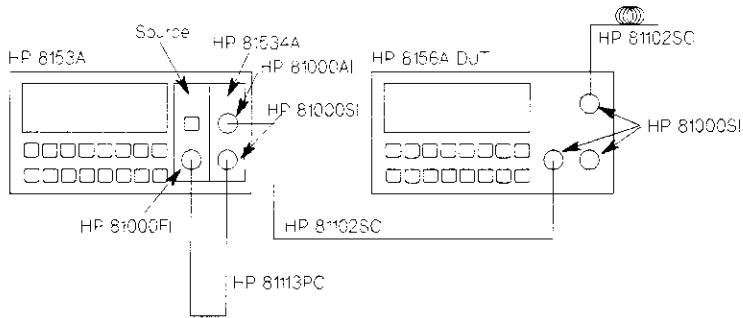 Source
HP 81534A
HP 8153A
HP 81000AI
HP 81000SI
HP 8156A DUT
HP 81102SC
HP 81000SI
HP 81000FI
HP 81102SC
HP 81113PC